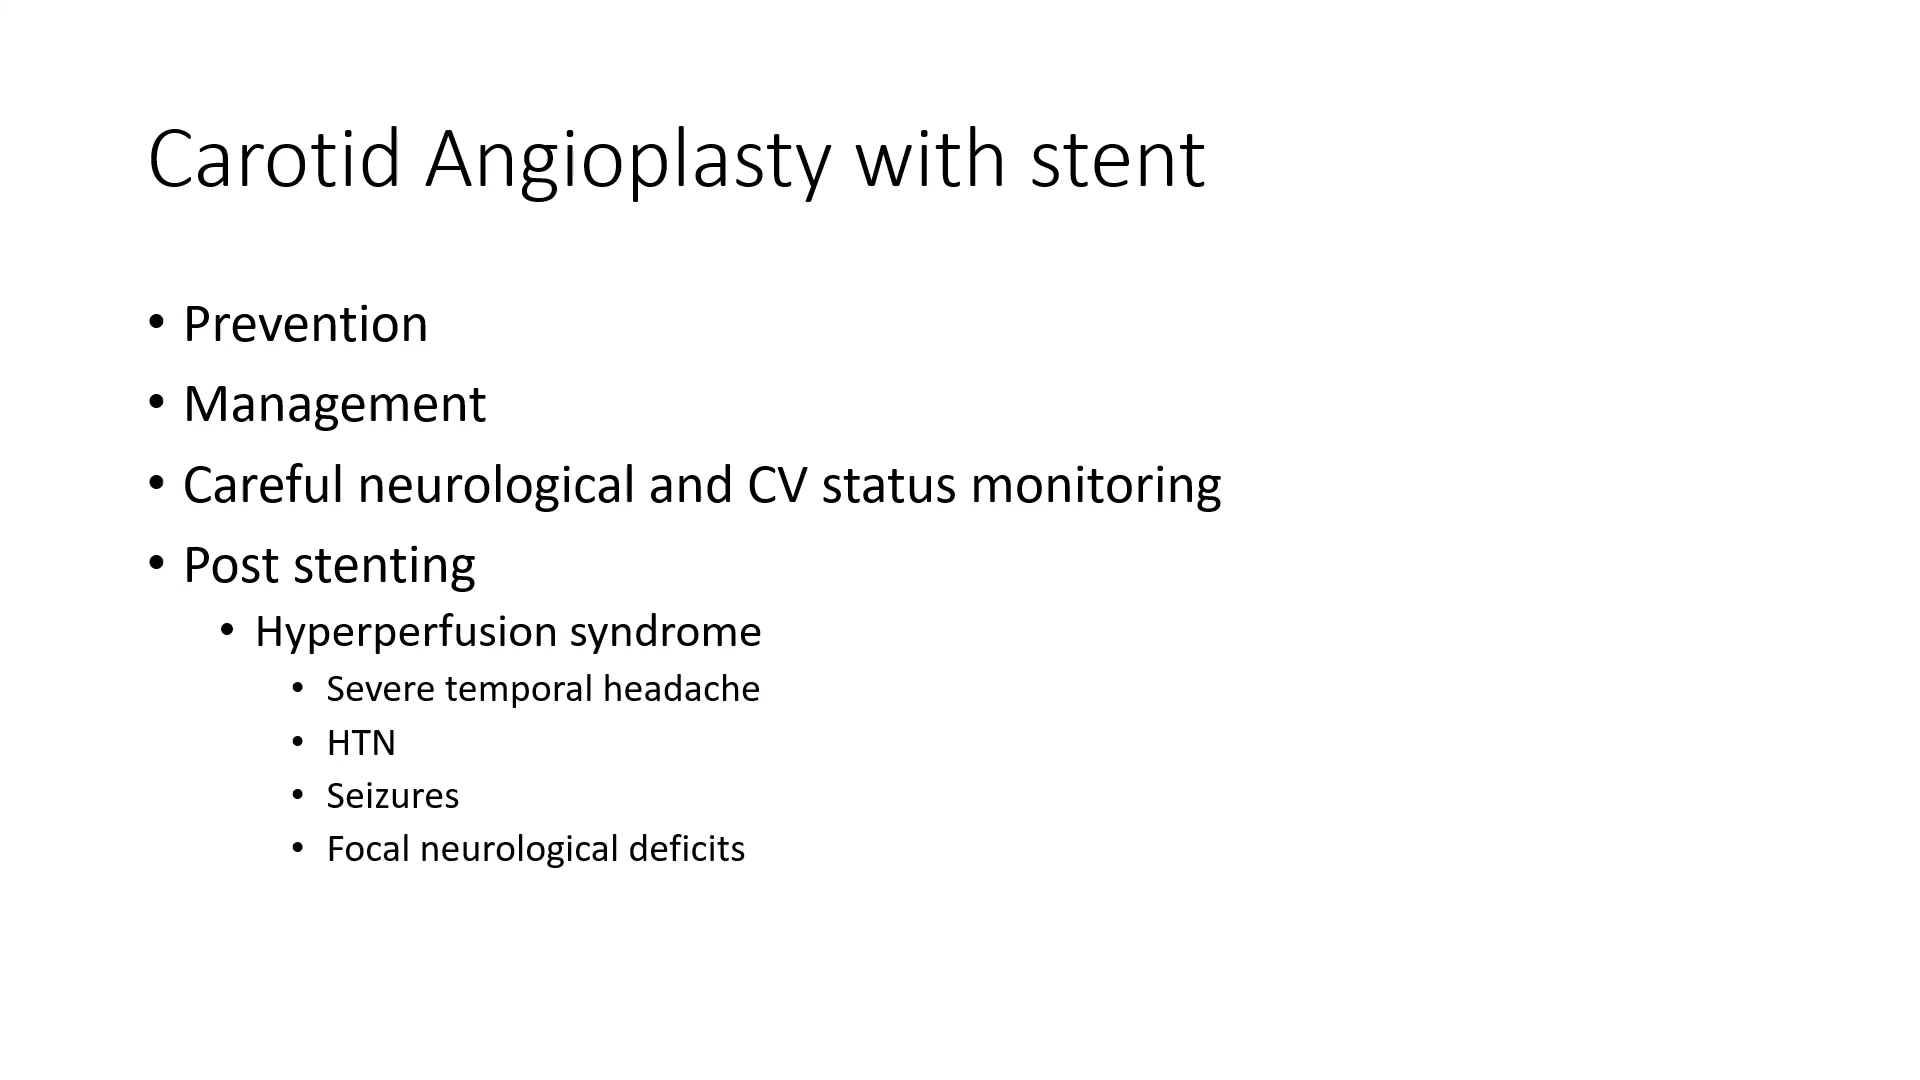 Carotid Angioplasty with stent
• Prevention
• Management
• Careful neurological and CV status monitoring
• Post stenting
• Hyperperfusion syndrome
• Severe temporal headache
• HTN
• Seizures
• Focal neurological deficits